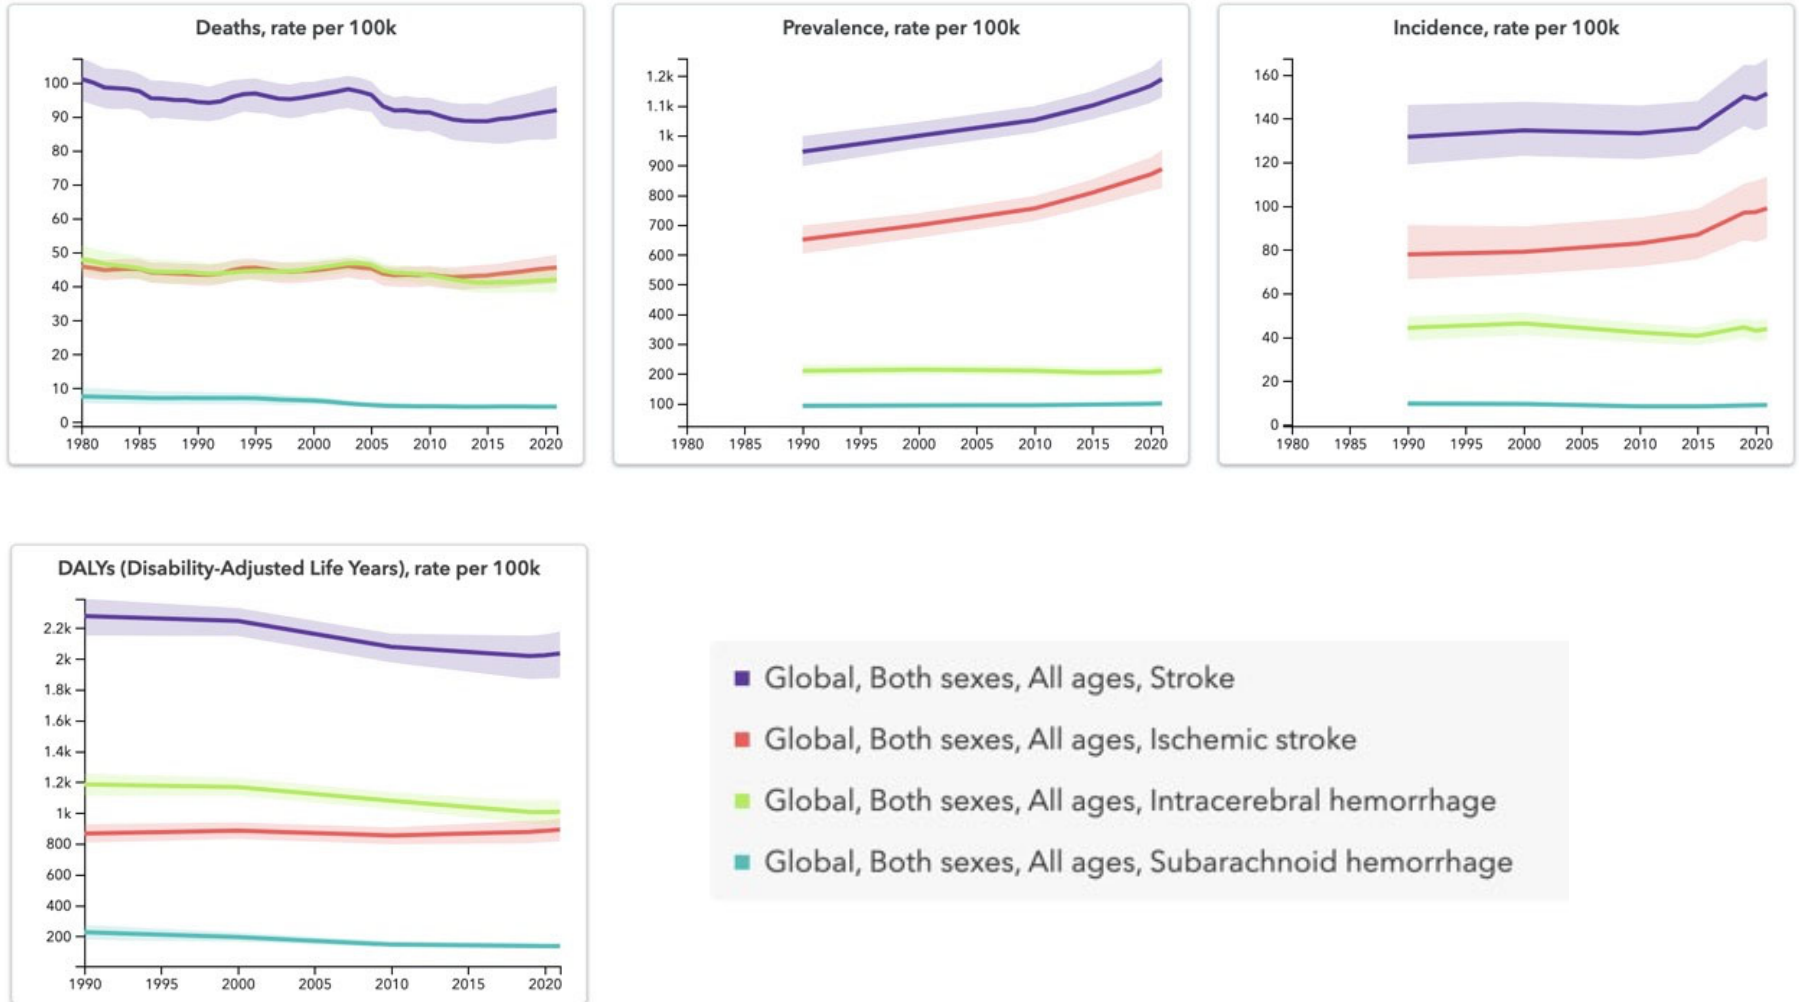 Deaths, rate per 100k
100
90
80
70
60
50
40
30
20
10
0
1980 1985 1990 1995 2000 2005 2010 2015 2020
Prevalence, rate per 100k
1.2k
1.1k
1k
900
800
700
600
500
400
300
200
100
1980 1985 1990 1995 2000 2005 2010 2015 2020
Incidence, rate per 100k
160
140
120
100
80
60
40
20
0
1980 1985 1990 1995 2000 2005 2010 2015 2020
DALYs (Disability-Adjusted Life Years), rate per 100k
2.2k
2k
1.8k
1.6k
1.4k
1.2k
1k
800
600
400
200
1990 1995 2000 2005 2010 2015 2020
Global, Both sexes, All ages, Stroke
Global, Both sexes, All ages, Ischemic stroke
Global, Both sexes, All ages, Intracerebral hemorrhage
Global, Both sexes, All ages, Subarachnoid hemorrhage